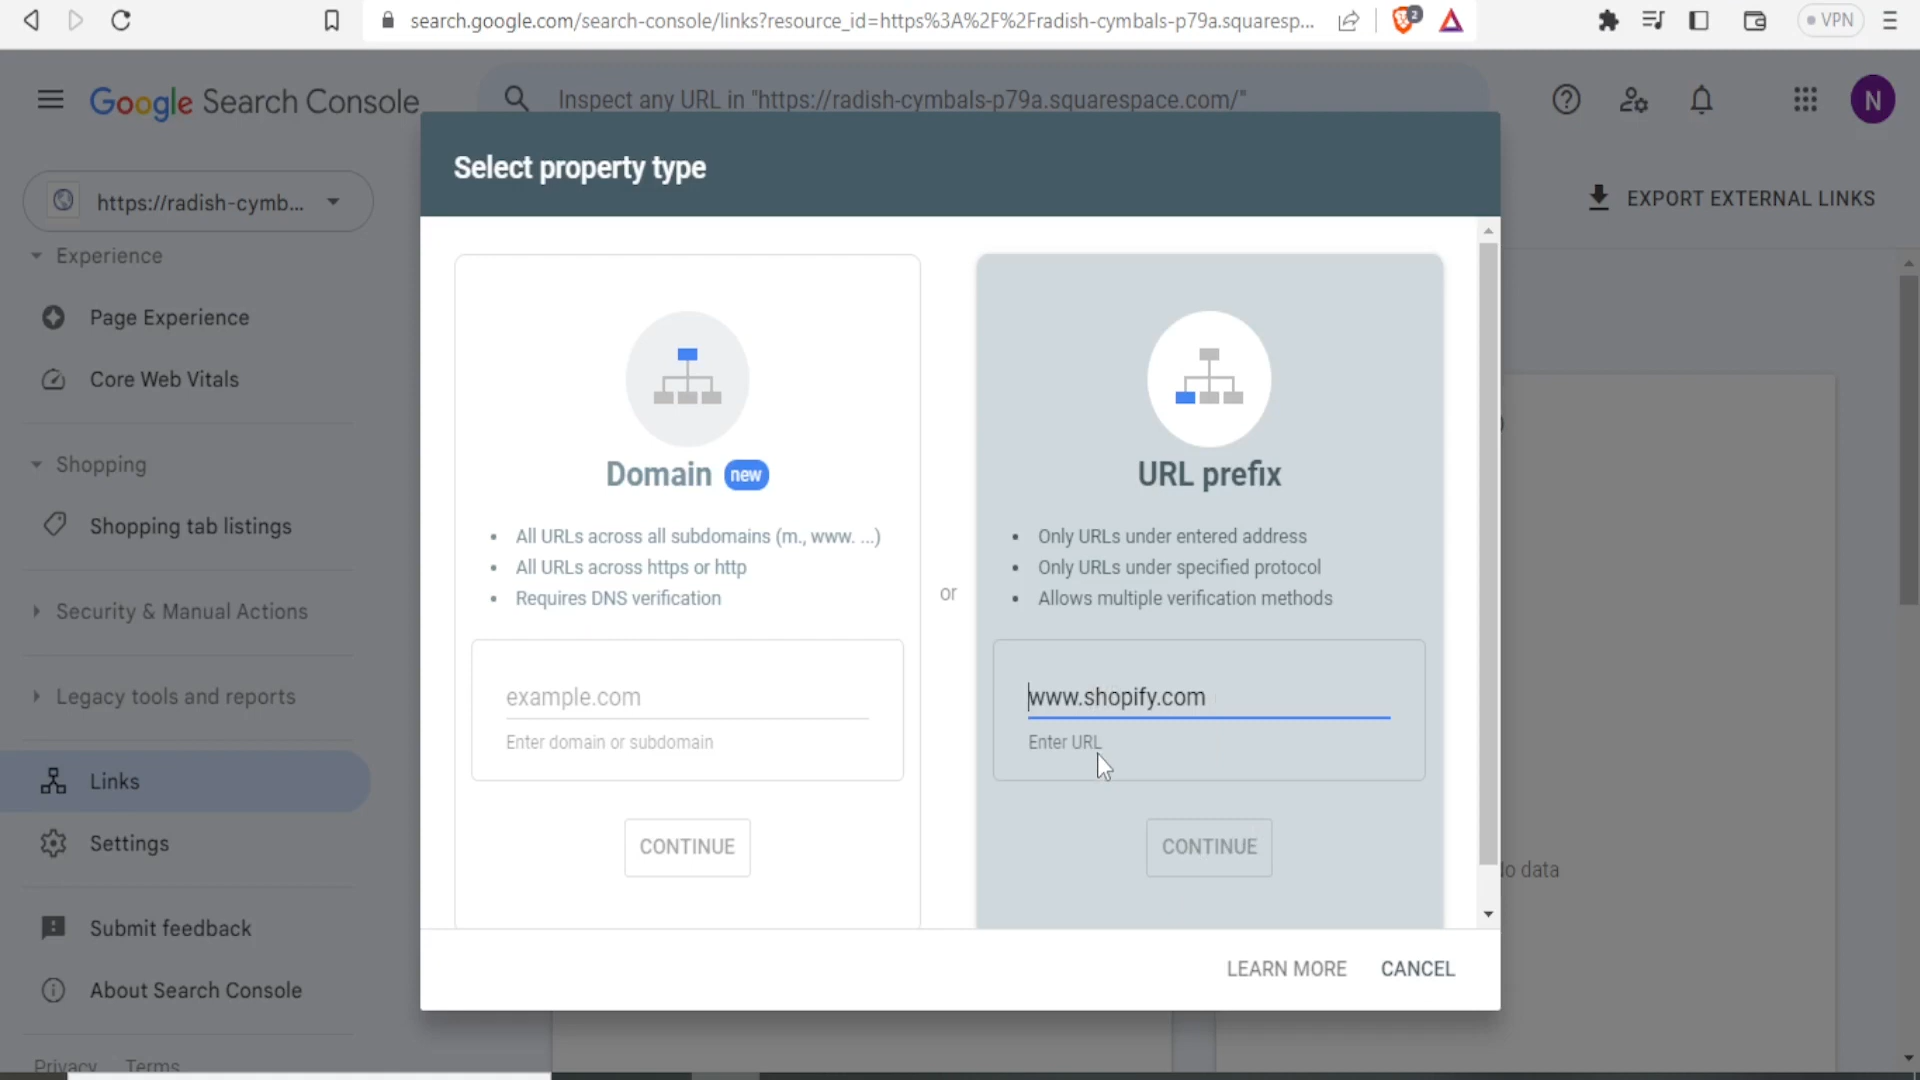 search.google.com/search-console/links?resource_id=https%3A%2F%2Fradish-cymbals-p79a.squaresp...
2
VPN
Google Search Console
Inspect any URL in "https://radish-cymbals-p79a.squarespace.com/"
N
https://radish-cymb...
EXPORT EXTERNAL LINKS
Experience
Page Experience
Core Web Vitals
Shopping
Shopping tab listings
Security & Manual Actions
Legacy tools and reports
Links
Settings
Submit feedback
About Search Console
Privacy Terms
Select property type
Domain new
• All URLs across all subdomains (m., www. ...)
• All URLs across https or http
• Requires DNS verification
example.com
Enter domain or subdomain
CONTINUE
or
URL prefix
• Only URLs under entered address
• Only URLs under specified protocol
• Allows multiple verification methods
www.shopify.com
Enter URL
CONTINUE
LEARN MORE CANCEL
data